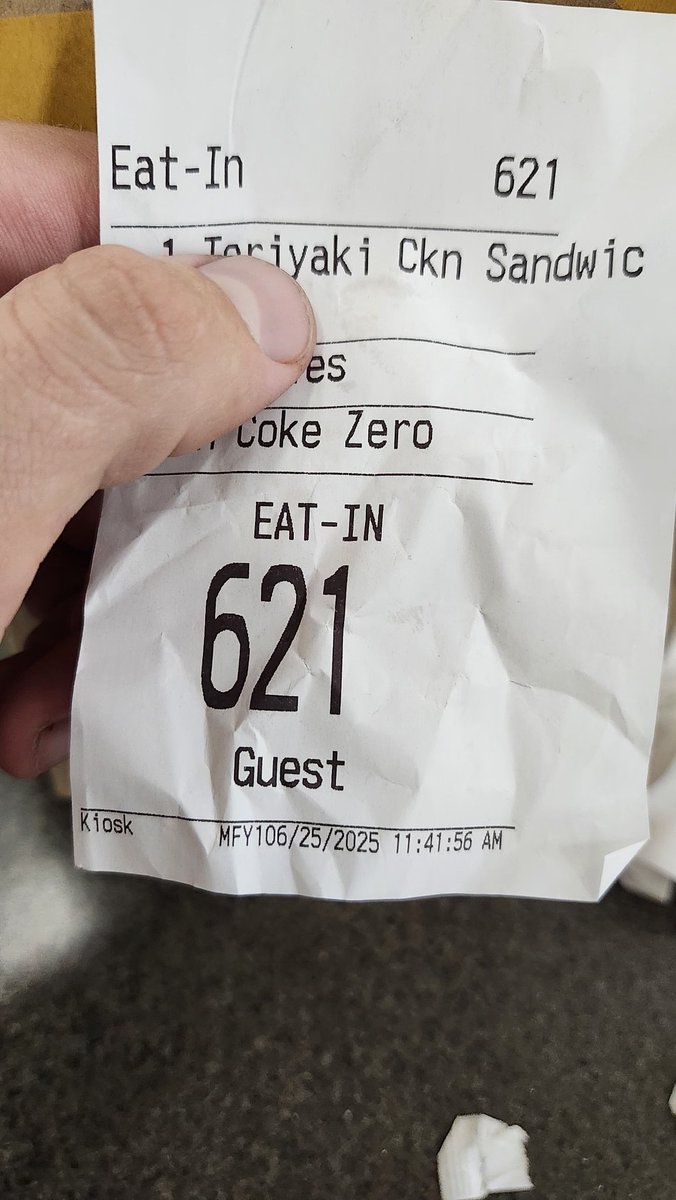 Eat-In 621
1 Teriyaki Ckn Sandwic
Coke Zero
EAT-IN
621
Guest
Kiosk MFY106/25/2025 11:41:56 AM